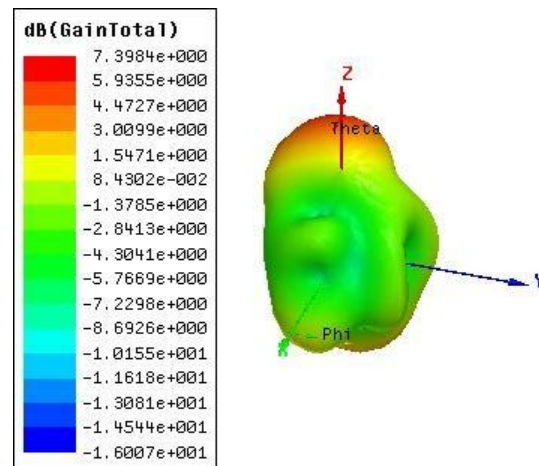 dB(GainTotal)
7.3984e+000
5.9355e+000
4.4727e+000
3.0099e+000
1.5471e+000
8.4302e-002
-1.3785e+000
-2.8413e+000
-4.3041e+000
-5.7669e+000
-7.2298e+000
-8.6926e+000
-1.0155e+001
-1.1618e+001
-1.3081e+001
-1.4544e+001
-1.6007e+001
Z
Theta
Y
Phi
X